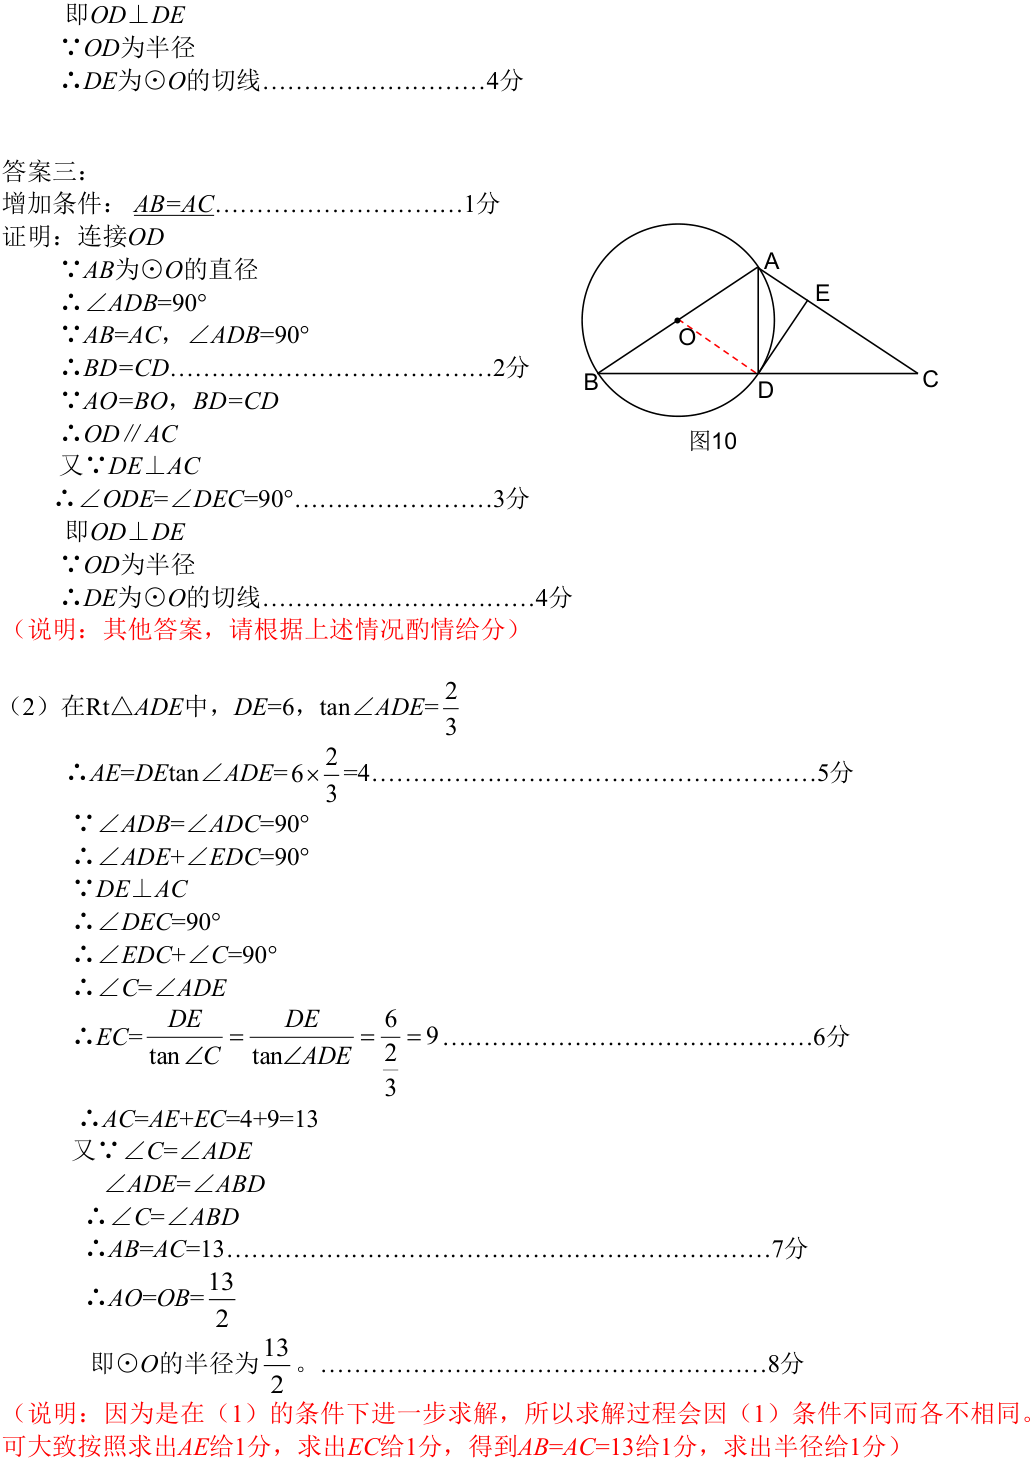 即OD⊥DE
∵OD为半径
∴DE为⊙O的切线………………………4分
答案三：
增加条件： AB=AC…………………………1分
证明：连接OD
∵AB为⊙O的直径
∴∠ADB=90°
∵AB=AC，∠ADB=90°
∴BD=CD…………………………………2分
∵AO=BO，BD=CD
∴OD∥AC
又∵DE⊥AC
∴∠ODE=∠DEC=90°……………………3分
即OD⊥DE
∵OD为半径
∴DE为⊙O的切线……………………………4分
A
E
O
B
D
C
图10
（说明：其他答案，请根据上述情况酌情给分）
（2）在Rt△ADE中，DE=6，tan∠ADE=2/3
∴AE=DEtan∠ADE=6×2/3=4………………………………………………5分
∵∠ADB=∠ADC=90°
∴∠ADE+∠EDC=90°
∵DE⊥AC
∴∠DEC=90°
∴∠EDC+∠C=90°
∴∠C=∠ADE
∴EC=DE/tan∠C=DE/tan∠ADE=6/(2/3)=9………………………………………6分
∴AC=AE+EC=4+9=13
又∵∠C=∠ADE
∠ADE=∠ABD
∴∠C=∠ABD
∴AB=AC=13…………………………………………………………7分
∴AO=OB=13/2
即⊙O的半径为13/2。………………………………………………8分
（说明：因为是在（1）的条件下进一步求解，所以求解过程会因（1）条件不同而各不相同。
可大致按照求出AE给1分，求出EC给1分，得到AB=AC=13给1分，求出半径给1分）